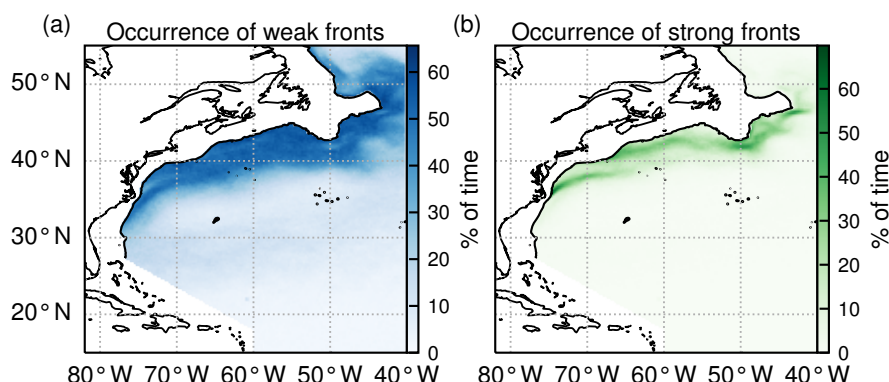 (a) Occurrence of weak fronts
50°N
40°N
30°N
20°N
80°W 70°W 60°W 50°W 40°W
60
50
40
30
20
10
0
% of time
(b) Occurrence of strong fronts
80°W 70°W 60°W 50°W 40°W
60
50
40
30
20
10
0
% of time